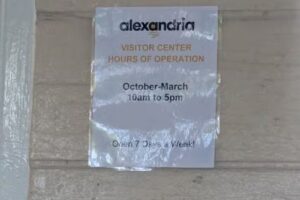 alexandria
VISITOR CENTER
HOURS OF OPERATION
October-March
10am to 5pm
Open 7 Days a Week!